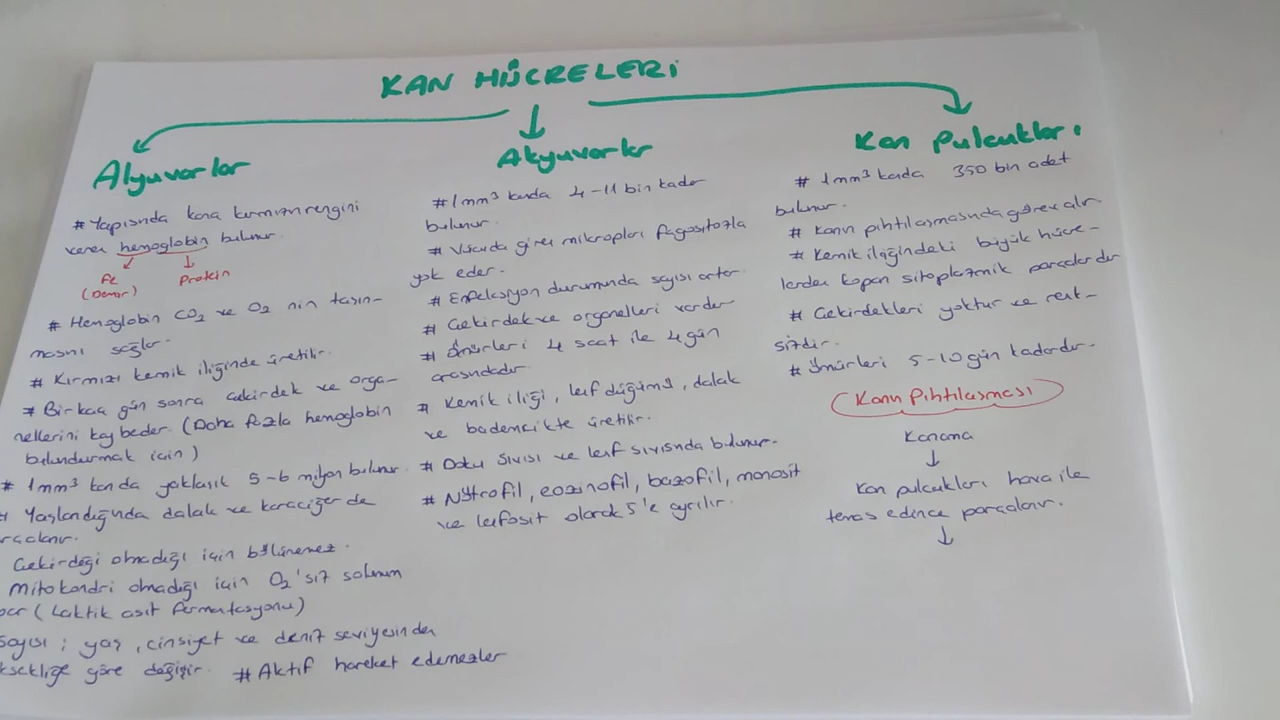 KAN HÜCRELERİ
Alyuvarlar
# Yapısında kana kırmızı rengini
veren hemoglobin bulunur.
Fe
(Demir)
Protein
# Hemoglobin CO2 ve O2 nin taşın-
masını sağlar.
# Kırmızı kemik iliğinde üretilir.
# Birkaç gün sonra çekirdek ve orga-
nellerini kaybeder. (Daha fazla hemoglobin
bulundurmak için)
# 1mm³ kanda yaklaşık 5-6 milyon bulunur.
# Yaşlandığında dalak ve karaciğerde
Çekirdeği olmadığı için bölünemez.
Mitokondri olmadığı için O2'siz solunum
(Laktik asit fermantasyonu)
Sayısı; yaş, cinsiyet ve deniz seviyesinden
göre değişir. # Aktif hareket edemezler
Akyuvarlar
# 1mm³ kanda 4-11 bin kadar
bulunur.
# Vücuda giren mikropları fagositozla
yok eder.
# Enfeksiyon durumunda sayısı artar
# Çekirdek ve organelleri vardır
# Ömürleri 4 saat ile 4 gün
arasındadır
# Kemik iliği, lenf düğümü, dalak
ve bademcikte üretilir.
# Doku sıvısı ve lenf sıvısında bulunur.
# Nötrofil, eozinofil, bazofil, monosit
ve lenfosit olarak 5'e ayrılır.
Kan Pulcukları
# 1mm³ kanda 350 bin adet
bulunur.
# Kanın pıhtılaşmasında görev alır
# Kemik iliğindeki büyük hücre-
lerden kopan sitoplazmik parçalardır
# Çekirdekleri yoktur ve renk-
sizdir.
# Ömürleri 5-10 gün kadardır.
Kanın Pıhtılaşması
Kanama
Kan pulcukları hava ile
temas edince parçalanır.